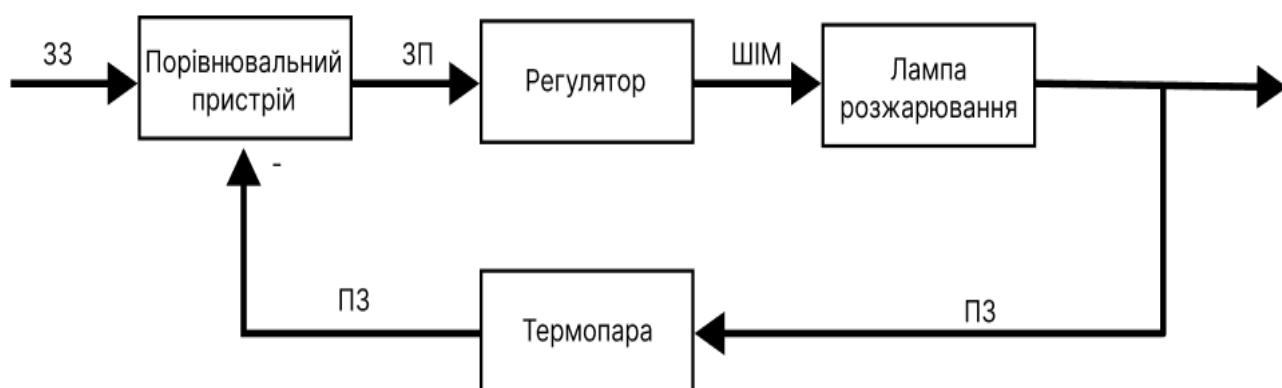 ЗЗ
Порівнювальний
пристрій
ЗП
Регулятор
ШІМ
Лампа
розжарювання
-
ПЗ
Термопара
ПЗ